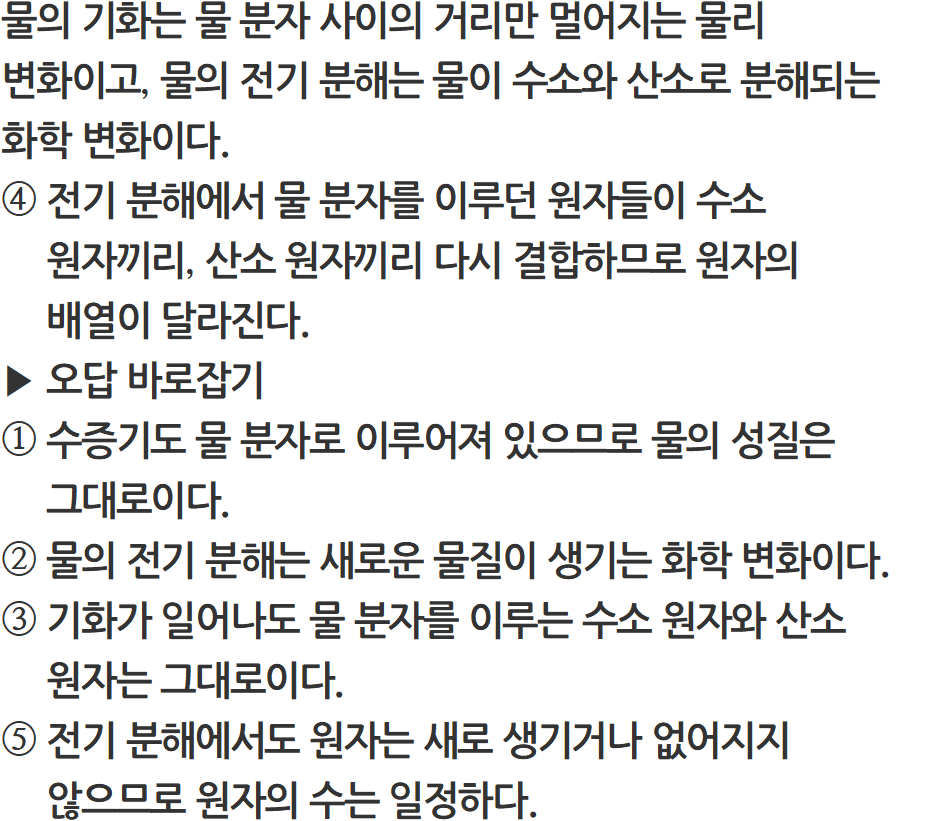 물의 기화는 물 분자 사이의 거리만 멀어지는 물리
변화이고, 물의 전기 분해는 물이 수소와 산소로 분해되는
화학 변화이다.
④ 전기 분해에서 물 분자를 이루던 원자들이 수소
원자끼리, 산소 원자끼리 다시 결합하므로 원자의
배열이 달라진다.
▶ 오답 바로잡기
① 수증기도 물 분자로 이루어져 있으므로 물의 성질은
그대로이다.
② 물의 전기 분해는 새로운 물질이 생기는 화학 변화이다.
③ 기화가 일어나도 물 분자를 이루는 수소 원자와 산소
원자는 그대로이다.
⑤ 전기 분해에서도 원자는 새로 생기거나 없어지지
않으므로 원자의 수는 일정하다.